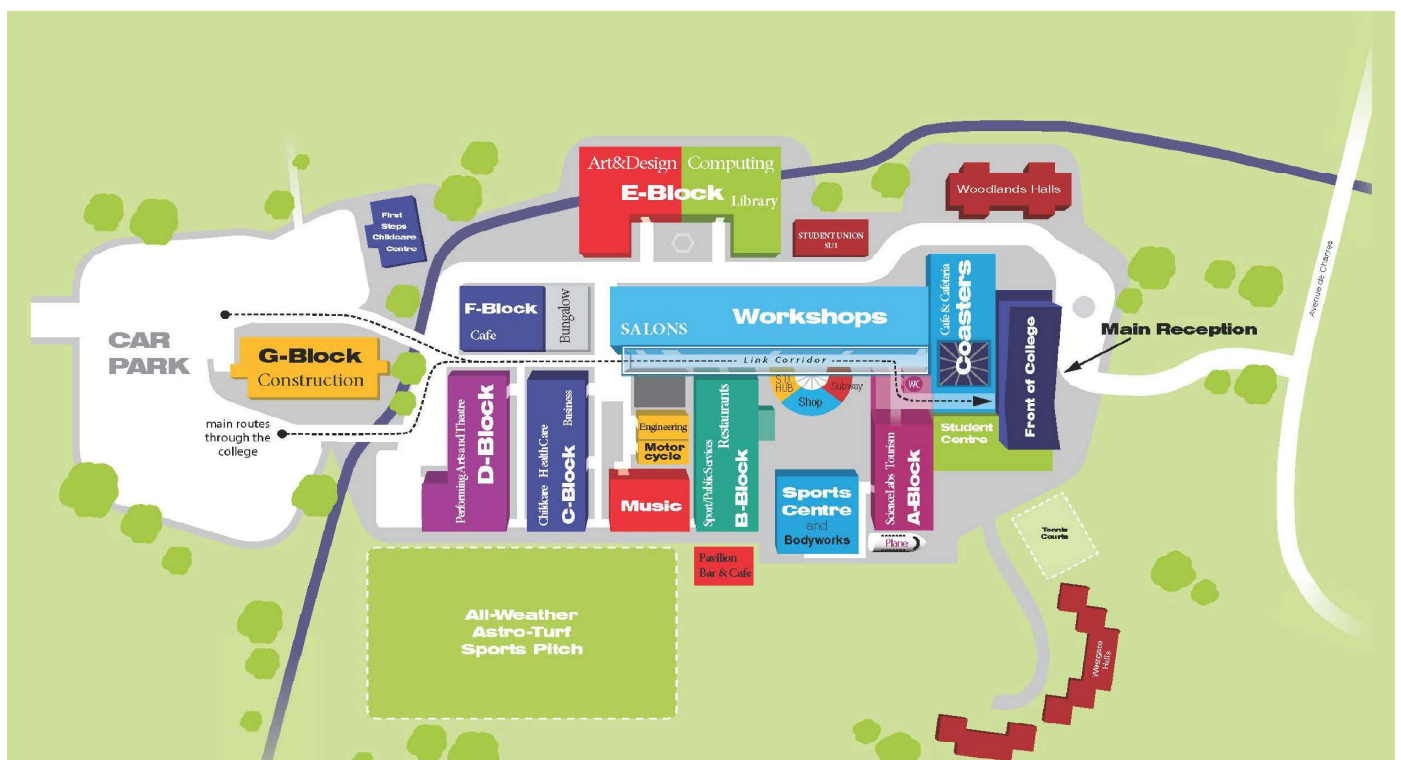 Art&Design
Computing
E-Block
Library
Woodlands Halls
First
Steps
Childcare
Centre
STUDENT UNION
SU1
Avenue de Chartres
F-Block
Cafe
Bungalow
SALONS
Workshops
Cafe & Cafeteria
Coasters
Front of College
Main Reception
CAR
PARK
G-Block
Construction
Link Corridor
HUB
Shop
Subway
WC
main routes
through the
college
Performing Arts and Theatre
D-Block
Childcare HealthCare Business
C-Block
Engineering
Motor
cycle
Music
Sport/Public Services Restaurants
B-Block
Sports
Centre
and
Bodyworks
Science Labs Tourism
A-Block
Student
Centre
Plane
Tennis
Courts
Pavilion
Bar & Cafe
All-Weather
Astro-Turf
Sports Pitch
Westgate
Halls